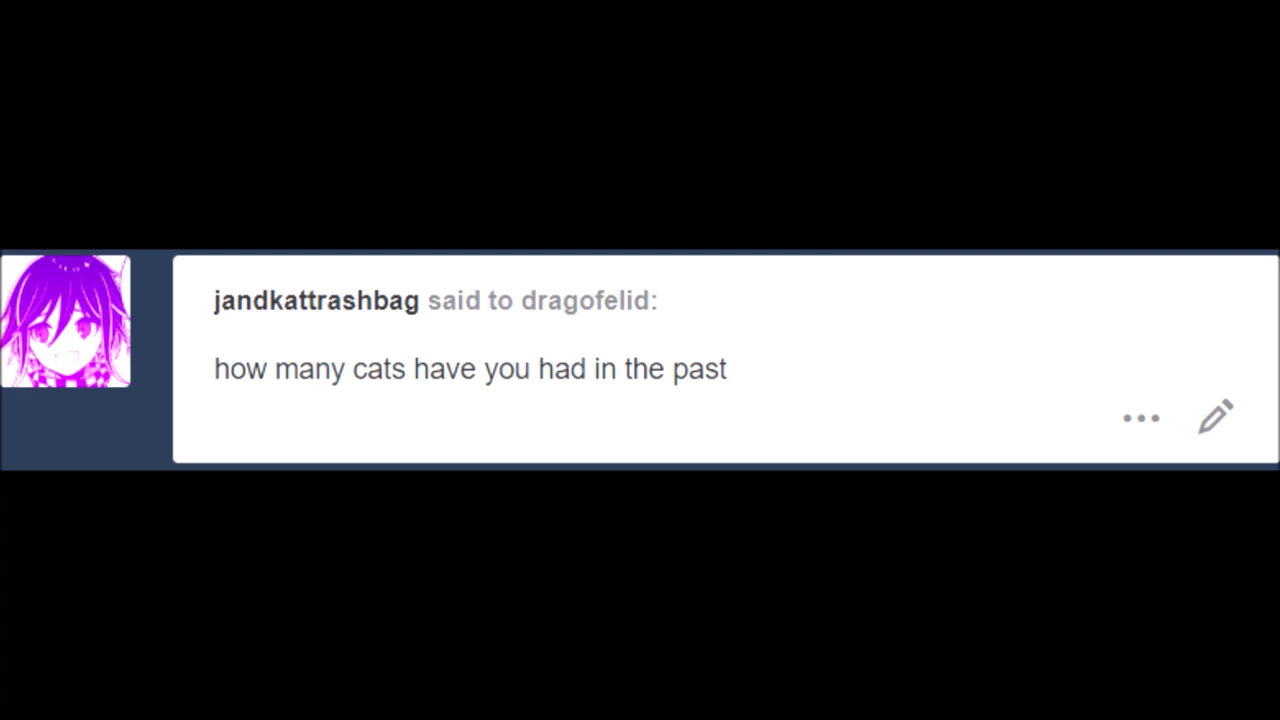 jandkattrashbag said to dragofelid:
how many cats have you had in the past